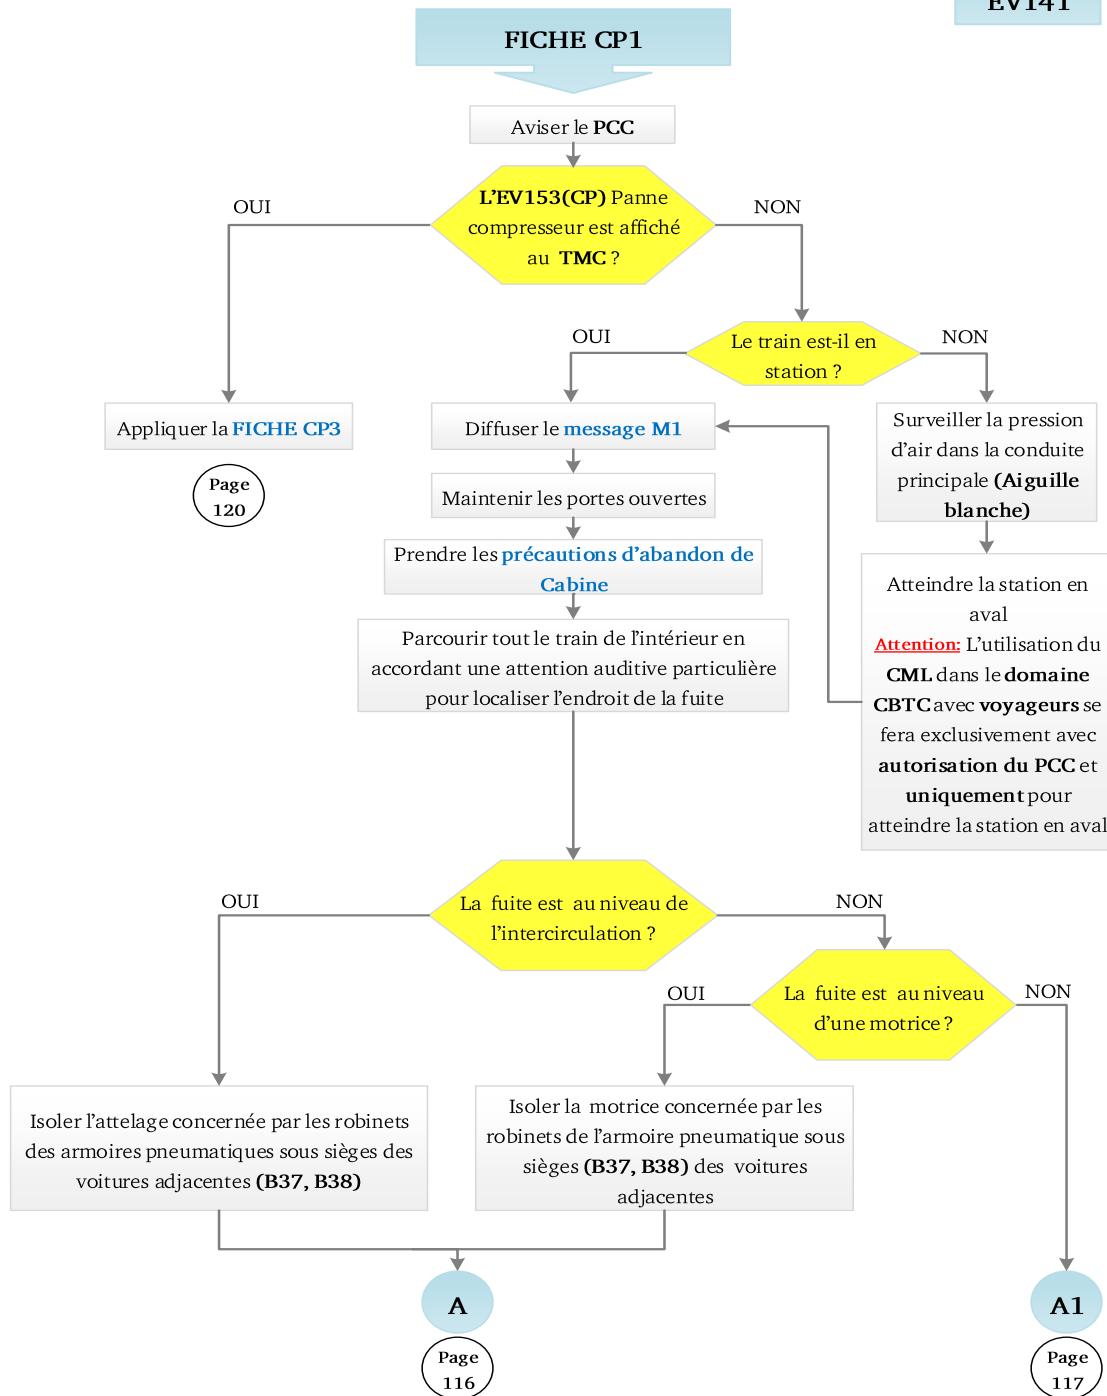 EV141
FICHE CP1
Aviser le PCC
L’EV153(CP) Panne
compresseur est affiché
au TMC ?
OUI
NON
Le train est-il en
station ?
OUI
NON
Appliquer la FICHE CP3
Page
120
Diffuser le message M1
Surveiller la pression
d’air dans la conduite
principale (Aiguille
blanche)
Maintenir les portes ouvertes
Prendre les précautions d’abandon de
Cabine
Parcourir tout le train de l’intérieur en
accordant une attention auditive particulière
pour localiser l’endroit de la fuite
Atteindre la station en
aval
Attention: L’utilisation du
CML dans le domaine
CBTC avec voyageurs se
fera exclusivement avec
autorisation du PCC et
uniquement pour
atteindre la station en aval
La fuite est au niveau de
l’intercirculation ?
OUI
NON
La fuite est au niveau
d’une motrice ?
OUI
NON
Isoler l’attelage concernée par les robinets
des armoires pneumatiques sous sièges des
voitures adjacentes (B37, B38)
Isoler la motrice concernée par les
robinets de l’armoire pneumatique sous
sièges (B37, B38) des voitures
adjacentes
A
Page
116
A1
Page
117